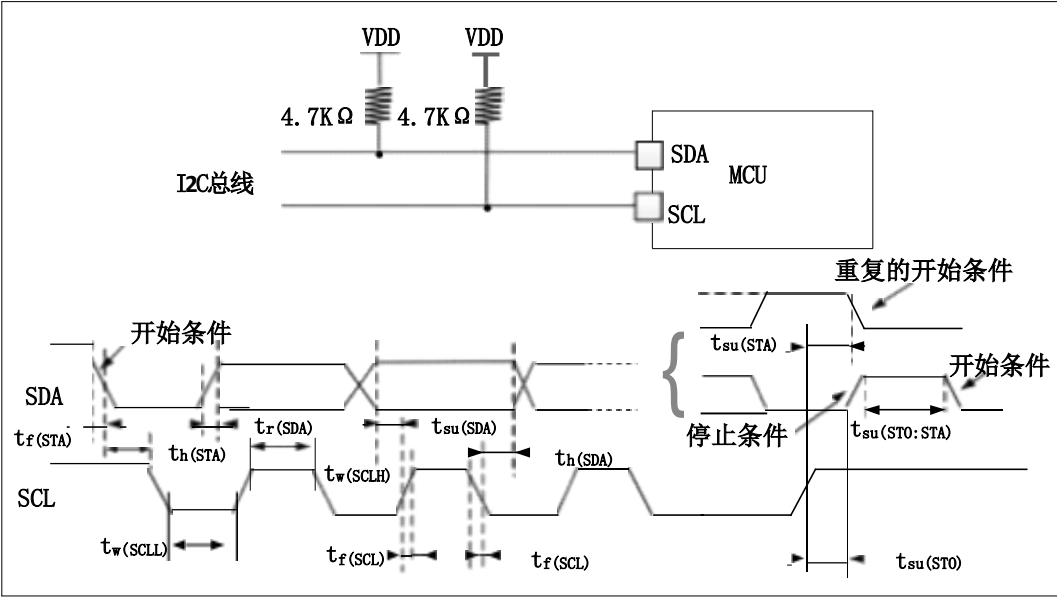 VDD VDD
4.7KΩ 4.7KΩ
SDA
MCU
I2C总线
SCL
重复的开始条件
开始条件
tsu(STA)
开始条件
SDA
tf(STA)
th(STA)
tr(SDA)
tsu(SDA)
停止条件
tsu(STO:STA)
tw(SCLH)
th(SDA)
SCL
tw(SCLL)
tf(SCL)
tf(SCL)
tsu(STO)